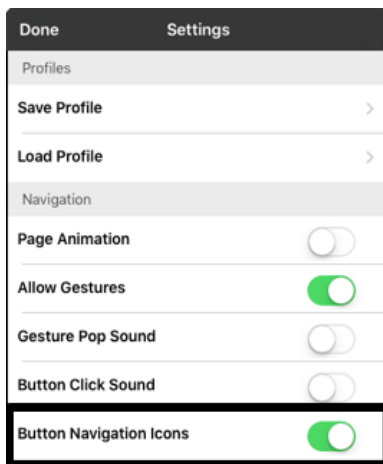 Done Settings
Profiles
Save Profile
Load Profile
Navigation
Page Animation
Allow Gestures
Gesture Pop Sound
Button Click Sound
Button Navigation Icons